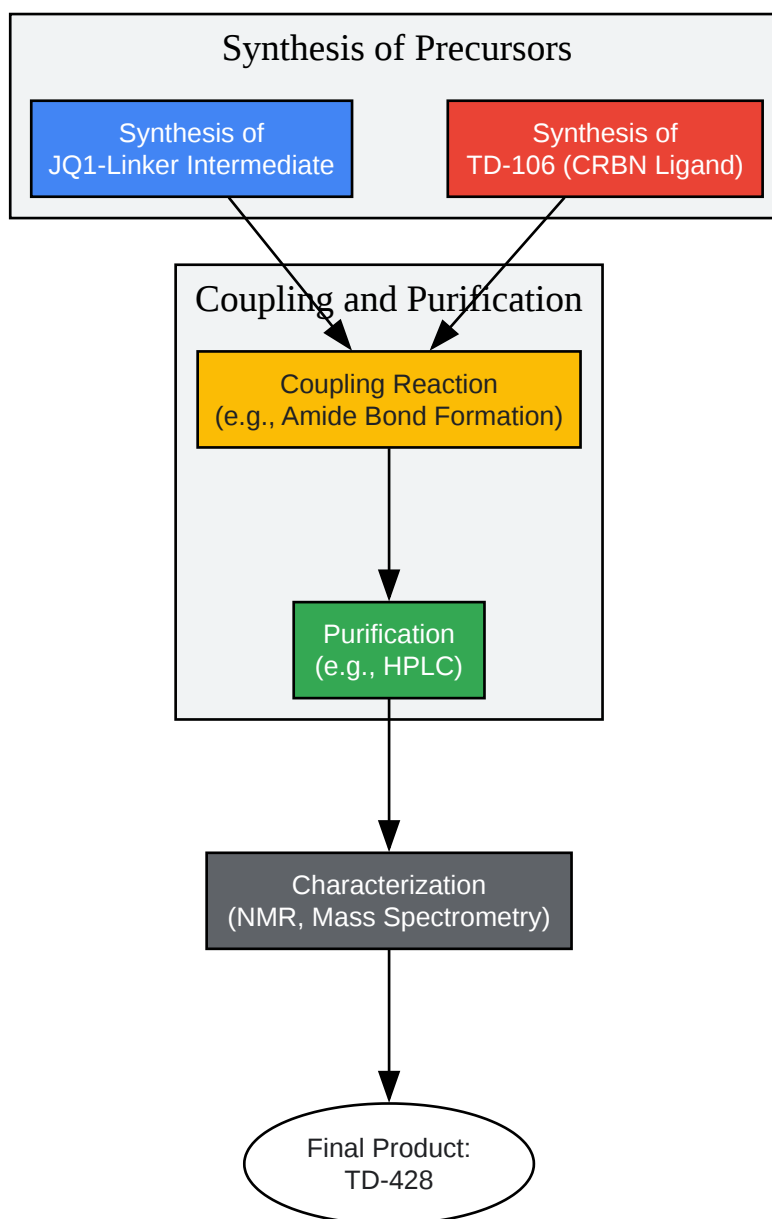 Synthesis of Precursors
Synthesis of
JQ1-Linker Intermediate
Synthesis of
TD-106 (CRBN Ligand)
Coupling and Purification
Coupling Reaction
(e.g., Amide Bond Formation)
Purification
(e.g., HPLC)
Characterization
(NMR, Mass Spectrometry)
Final Product:
TD-428